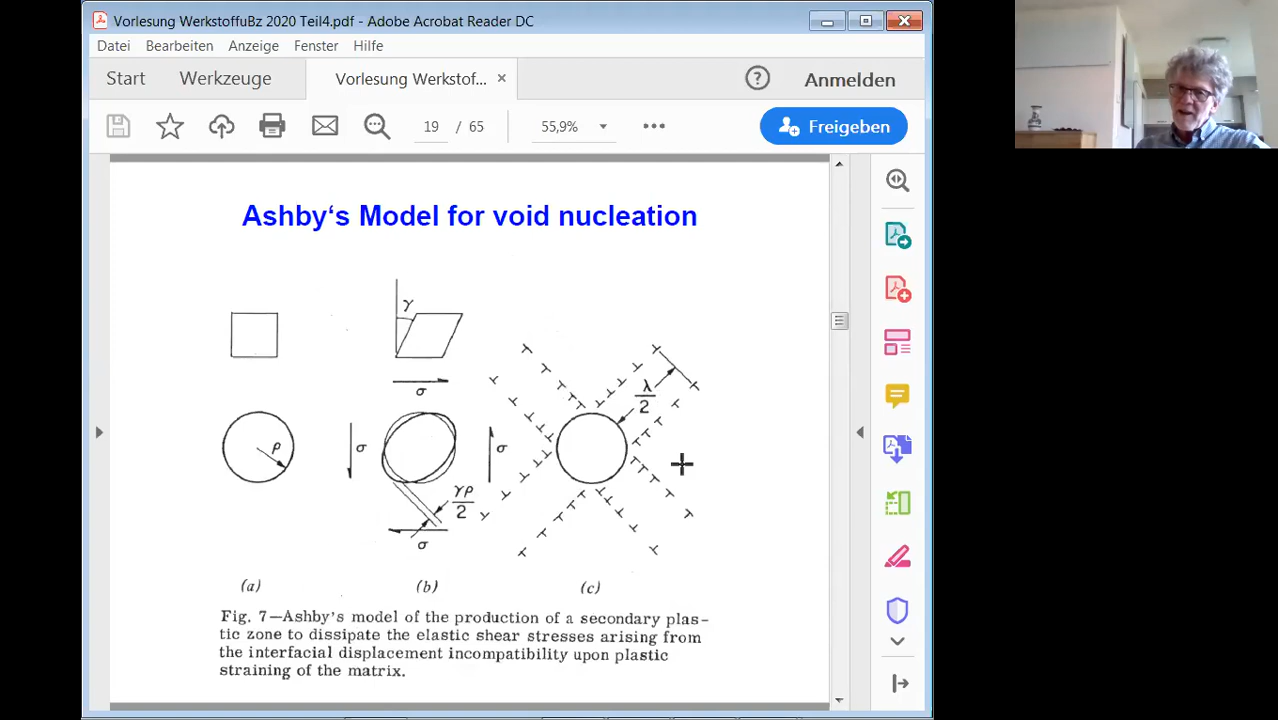 Vorlesung WerkstoffuBz 2020 Teil4.pdf - Adobe Acrobat Reader DC
Datei Bearbeiten Anzeige Fenster Hilfe
Start Werkzeuge Vorlesung Werkstof... × ? Anmelden
19 / 65 55,9% Freigeben
Ashby‘s Model for void nucleation
γ
σ
λ
2
ρ
σ
σ
γρ
2
σ
(a) (b) (c)
Fig. 7—Ashby's model of the production of a secondary plas-
tic zone to dissipate the elastic shear stresses arising from
the interfacial displacement incompatibility upon plastic
straining of the matrix.